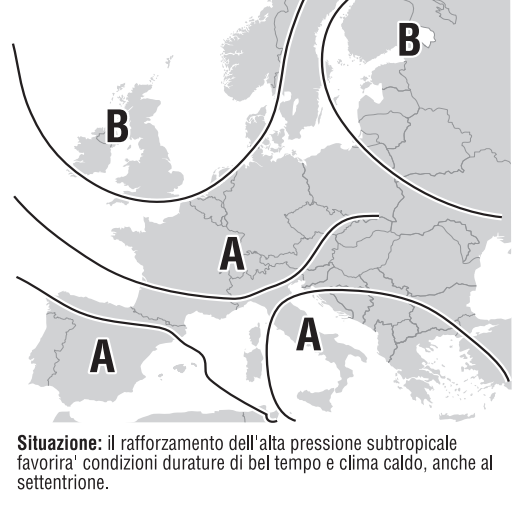 B
B
A
A
A
Situazione: il rafforzamento dell'alta pressione subtropicale
favorira' condizioni durature di bel tempo e clima caldo, anche al
settentrione.